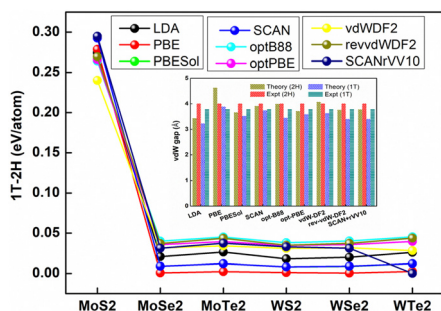 LDA
PBE
PBESol
SCAN
optB88
optPBE
vdWDF2
revvdWDF2
SCANrVV10
1T-2H (eV/atom)
0.30
0.25
0.20
0.15
0.10
0.05
0.00
MoS2 MoSe2 MoTe2 WS2 WSe2 WTe2
Theory (2H) Theory (1T)
Expt (2H) Expt (1T)
vdW gap (Å)
5
4
3
2
1
0
LDA
PBE
PBESol
SCAN
opt-B88
opt-PBE
vdW-DF2
rev-vdW-DF2
SCAN+rVV10